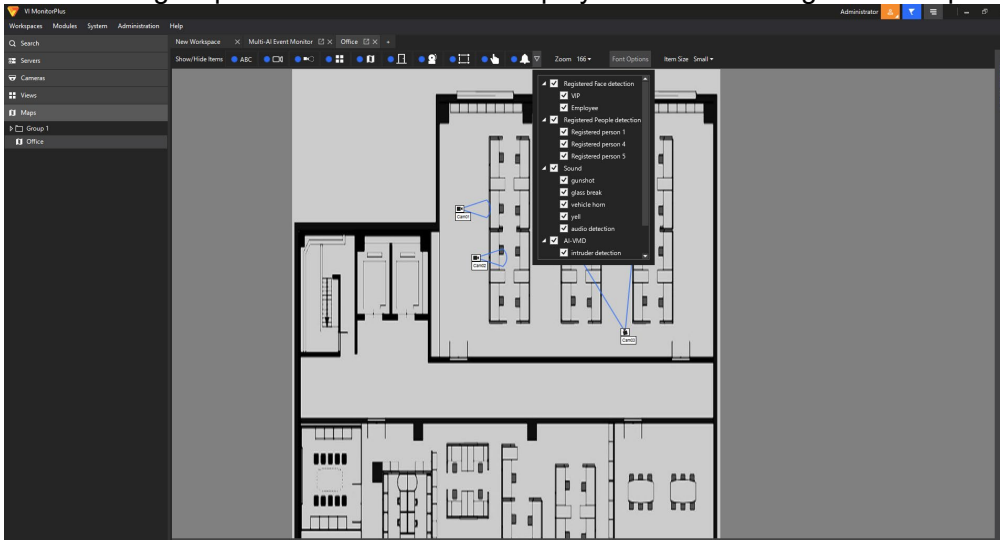 VI MonitorPlus
Administrator
Workspaces Modules System Administration Help
Search
New Workspace Multi-AI Event Monitor Office
Servers
Show/Hide Items ABC Zoom 166 Font Options Item Size Small
Cameras
Views
Maps
Group 1
Office
Registered Face detection
VIP
Employee
Registered People detection
Registered person 1
Registered person 4
Registered person 5
Sound
gunshot
glass break
vehicle horn
yell
audio detection
AI-VMD
intruder detection
Cam01
Cam02
Cam03